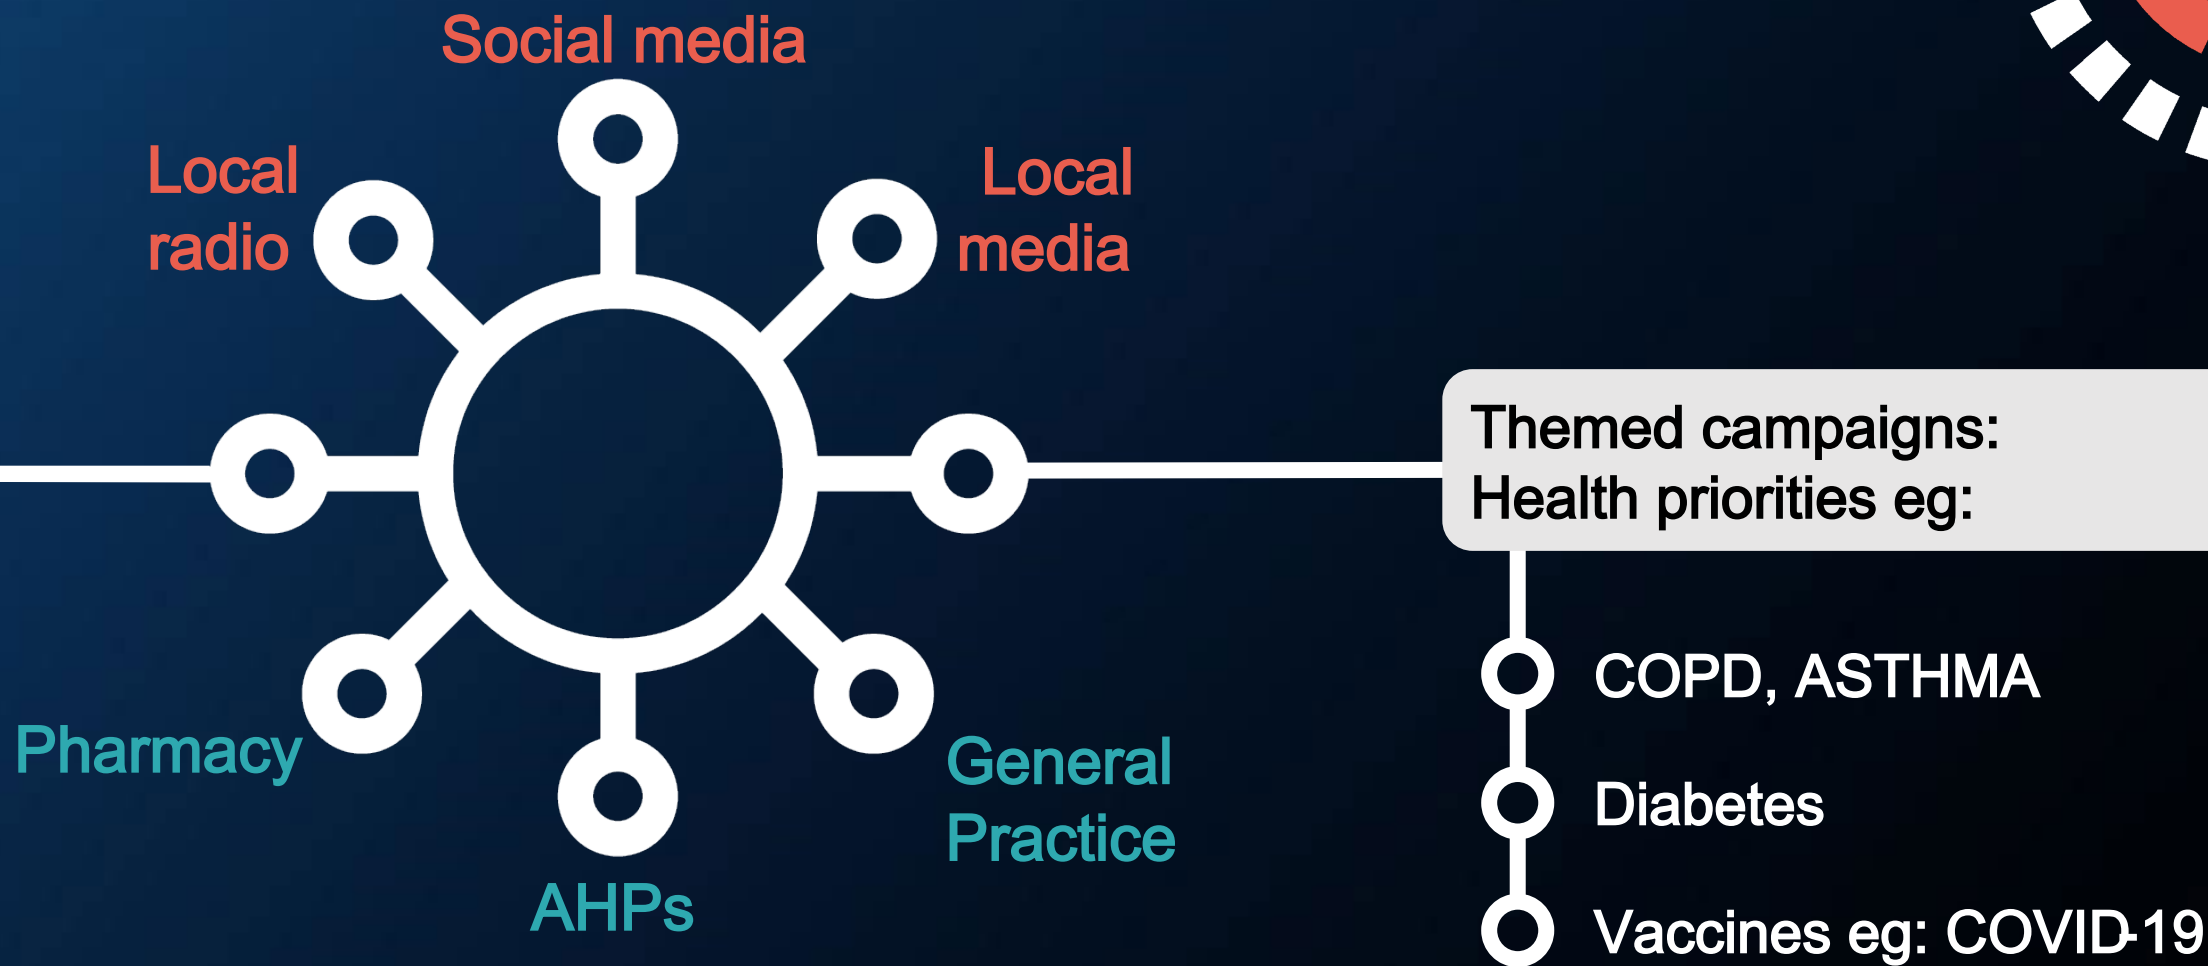 Social media
Local
radio
Local
media
Themed campaigns:
Health priorities eg:
COPD, ASTHMA
Pharmacy
General
Practice
Diabetes
AHPs
Vaccines eg: COVID-19